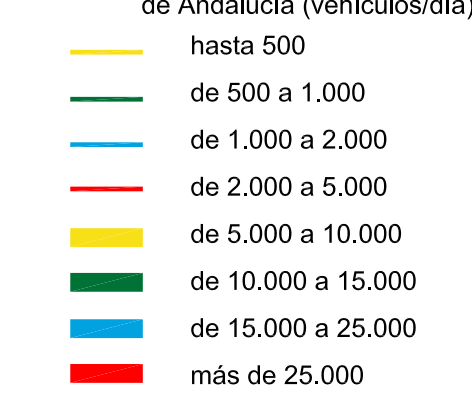 de Andalucía (vehículos/día)
hasta 500
de 500 a 1.000
de 1.000 a 2.000
de 2.000 a 5.000
de 5.000 a 10.000
de 10.000 a 15.000
de 15.000 a 25.000
más de 25.000